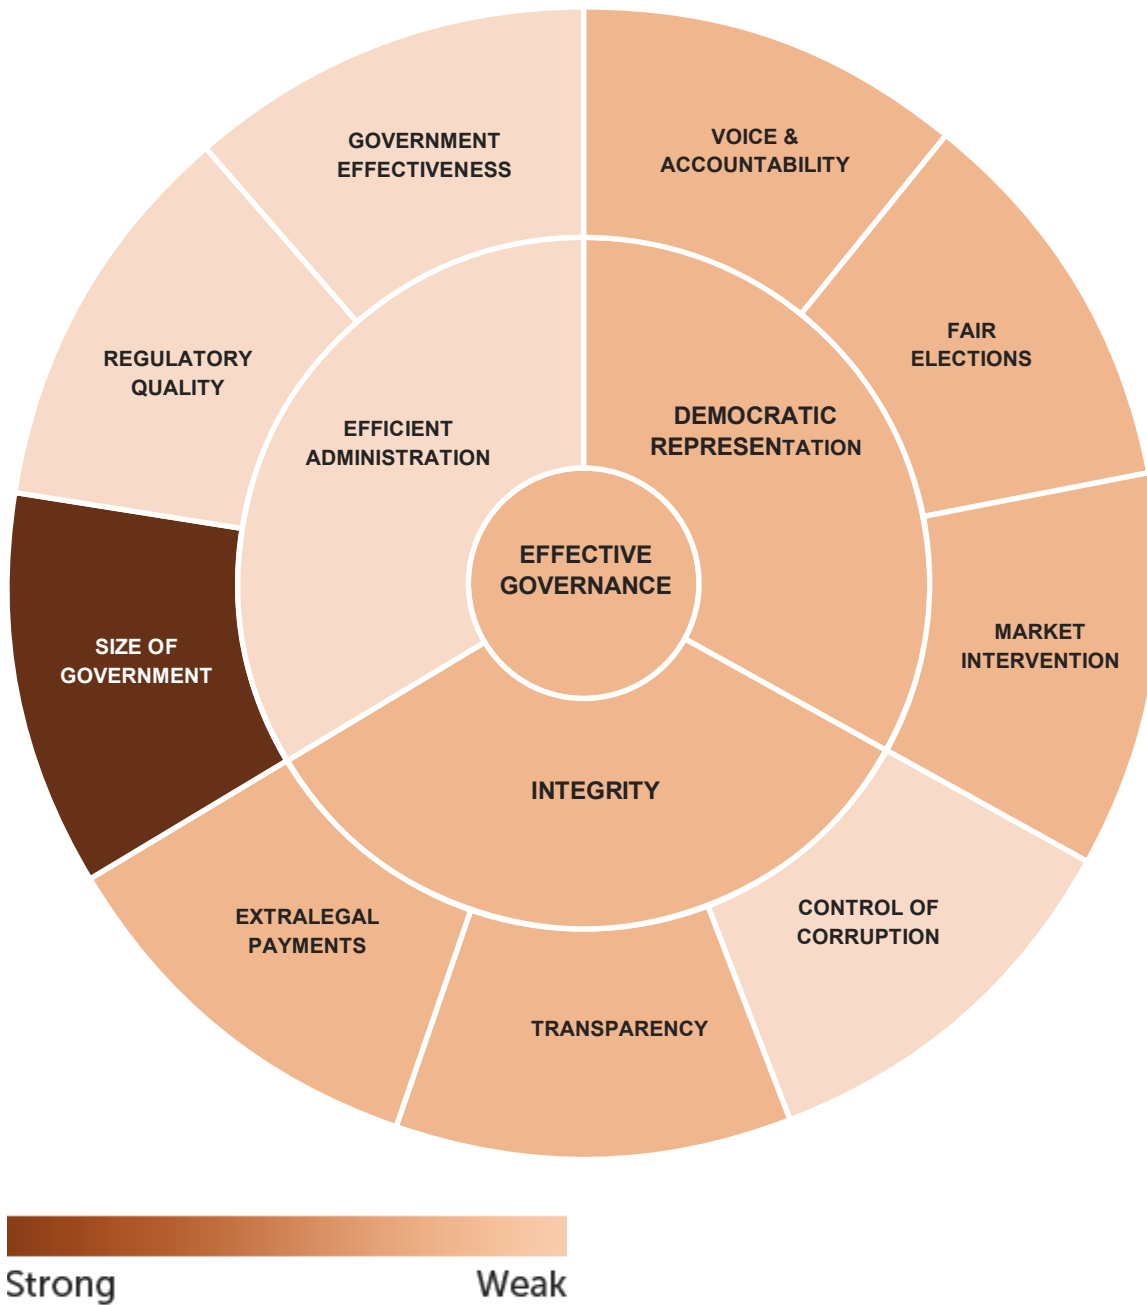 GOVERNMENT
EFFECTIVENESS
VOICE &
ACCOUNTABILITY
REGULATORY
QUALITY
FAIR
ELECTIONS
EFFICIENT
ADMINISTRATION
DEMOCRATIC
REPRESENTATION
EFFECTIVE
GOVERNANCE
SIZE OF
GOVERNMENT
MARKET
INTERVENTION
INTEGRITY
EXTRALEGAL
PAYMENTS
TRANSPARENCY
CONTROL OF
CORRUPTION
Strong
Weak